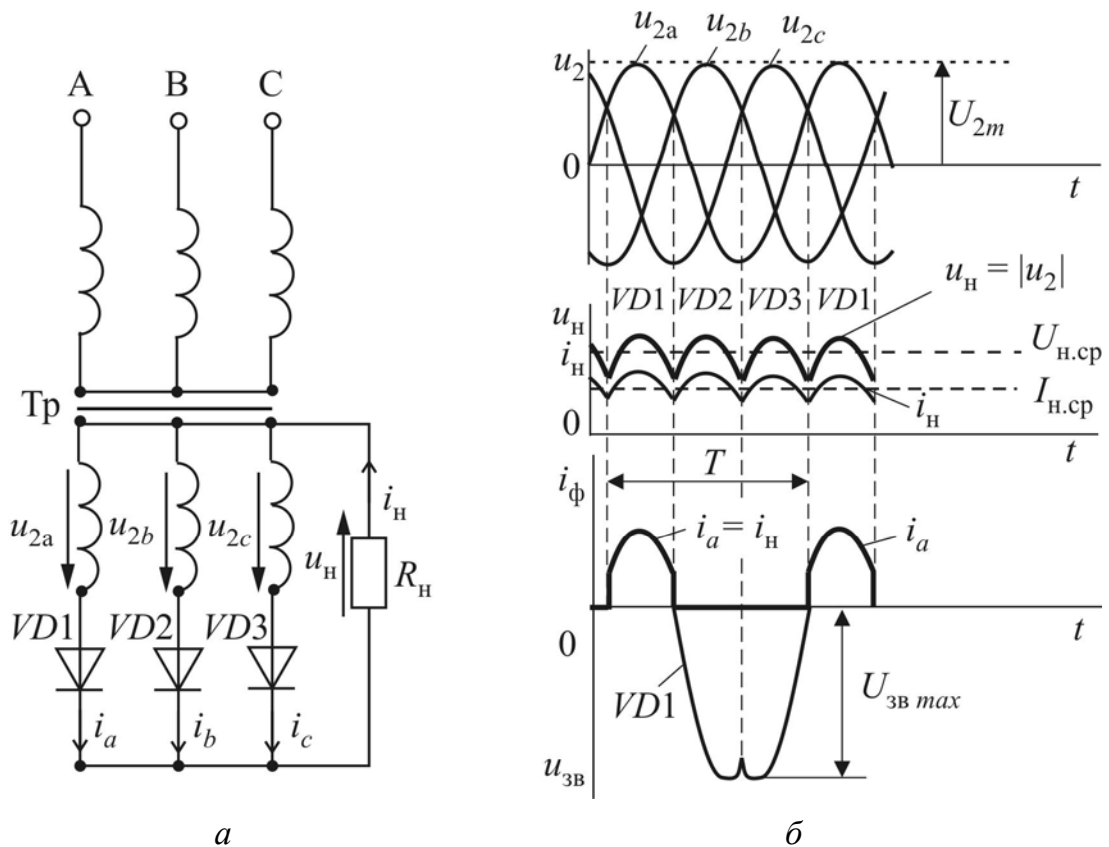 A B C
Тр
u2a u2b u2c
uн
iн
Rн
VD1 VD2 VD3
ia ib ic
а
u2a u2b u2c
u2
U2m
0
t
uн = |u2|
VD1 VD2 VD3 VD1
uн
iн
Uн.ср
Iн.ср
iн
0
t
iф
T
ia = iн
ia
0
t
VD1
Uзв max
uзв
б